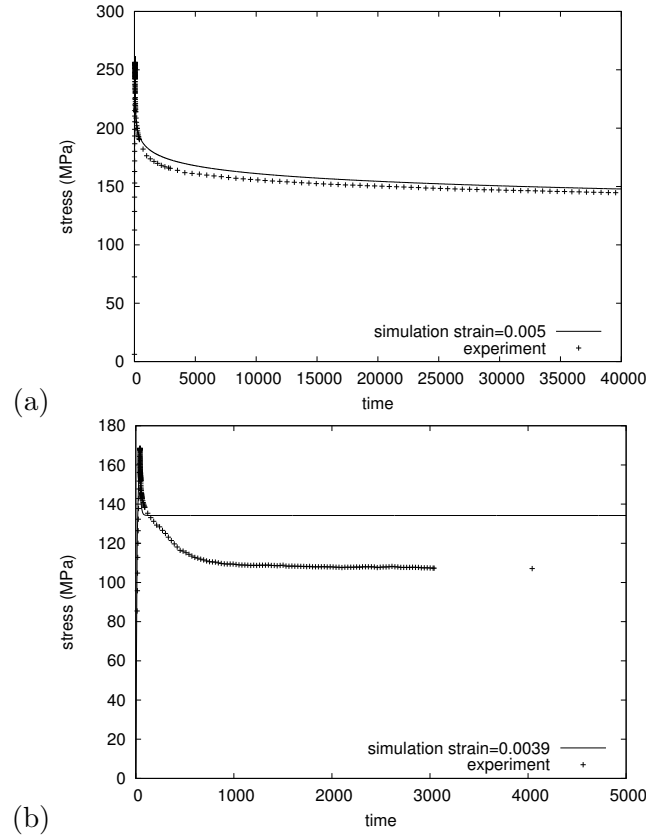 300
250
200
150
100
50
0
stress (MPa)
simulation strain=0.005
experiment
0 5000 10000 15000 20000 25000 30000 35000 40000
time
(a)
180
160
140
120
100
80
60
40
20
0
stress (MPa)
simulation strain=0.0039
experiment
0 1000 2000 3000 4000 5000
time
(b)